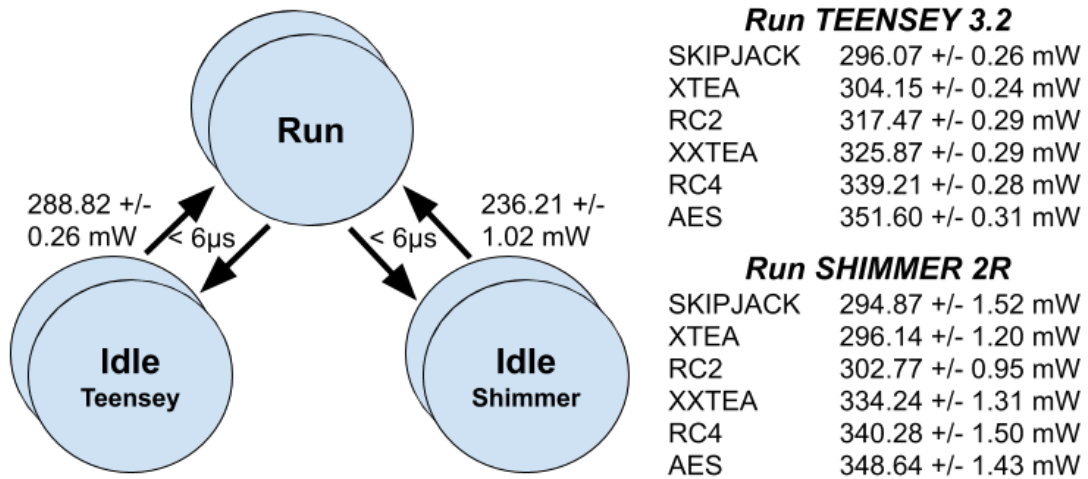 Run
288.82 +/-
0.26 mW
< 6µs
< 6µs
236.21 +/-
1.02 mW
Idle
Teensey
Idle
Shimmer
Run TEENSEY 3.2
SKIPJACK 296.07 +/- 0.26 mW
XTEA 304.15 +/- 0.24 mW
RC2 317.47 +/- 0.29 mW
XXTEA 325.87 +/- 0.29 mW
RC4 339.21 +/- 0.28 mW
AES 351.60 +/- 0.31 mW
Run SHIMMER 2R
SKIPJACK 294.87 +/- 1.52 mW
XTEA 296.14 +/- 1.20 mW
RC2 302.77 +/- 0.95 mW
XXTEA 334.24 +/- 1.31 mW
RC4 340.28 +/- 1.50 mW
AES 348.64 +/- 1.43 mW